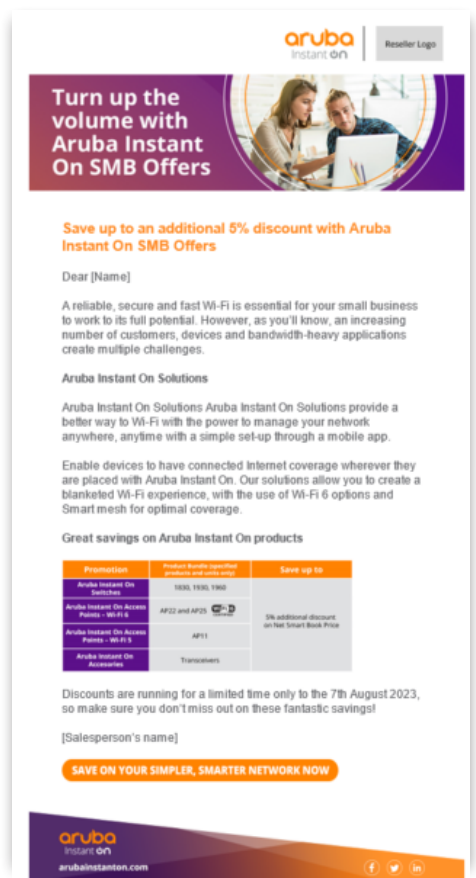 aruba
Instant On
Reseller Logo
Turn up the
volume with
Aruba Instant
On SMB Offers
Save up to an additional 5% discount with Aruba
Instant On SMB Offers
Dear [Name]
A reliable, secure and fast Wi-Fi is essential for your small business
to work to its full potential. However, as you'll know, an increasing
number of customers, devices and bandwidth-heavy applications
create multiple challenges.
Aruba Instant On Solutions
Aruba Instant On Solutions Aruba Instant On Solutions provide a
better way to Wi-Fi with the power to manage your network
anywhere, anytime with a simple set-up through a mobile app.
Enable devices to have connected Internet coverage wherever they
are placed with Aruba Instant On. Our solutions allow you to create a
blanketed Wi-Fi experience, with the use of Wi-Fi 6 options and
Smart mesh for optimal coverage.
Great savings on Aruba Instant On products
Promotion
Product Bundle (specified
products and units only)
Save up to
Aruba Instant On
Switches
1830, 1930, 1960
Aruba Instant On Access
Points – Wi-Fi 6
AP22 and AP25
Aruba Instant On Access
Points – Wi-Fi 5
AP11
Aruba Instant On
Accesories
Transceivers
5% additional discount
on Net Smart Book Price
Discounts are running for a limited time only to the 7th August 2023,
so make sure you don't miss out on these fantastic savings!
[Salesperson's name]
SAVE ON YOUR SIMPLER, SMARTER NETWORK NOW
aruba
Instant On
arubainstanton.com